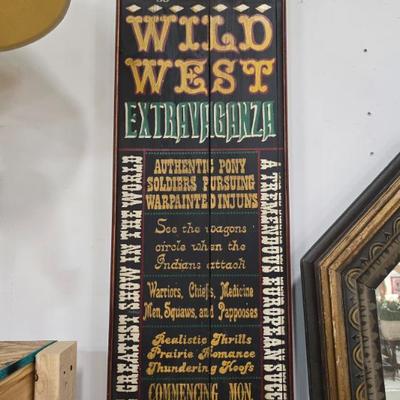 WILD
WEST
EXTRAVAGANZA
AUTHENTIC PONY
SOLDIERS PURSUING
WARPAINTED INJUNS
See the wagons
circle when the
Indians attack
Warriors, Chiefs, Medicine
Men, Squaws, and Pappooses
Realistic Thrills
Prairie Romance
Thundering Hoofs
COMMENCING MON.
GREATEST SHOW IN THE WORLD
A TREMENDOUS EUROPEAN SUCC